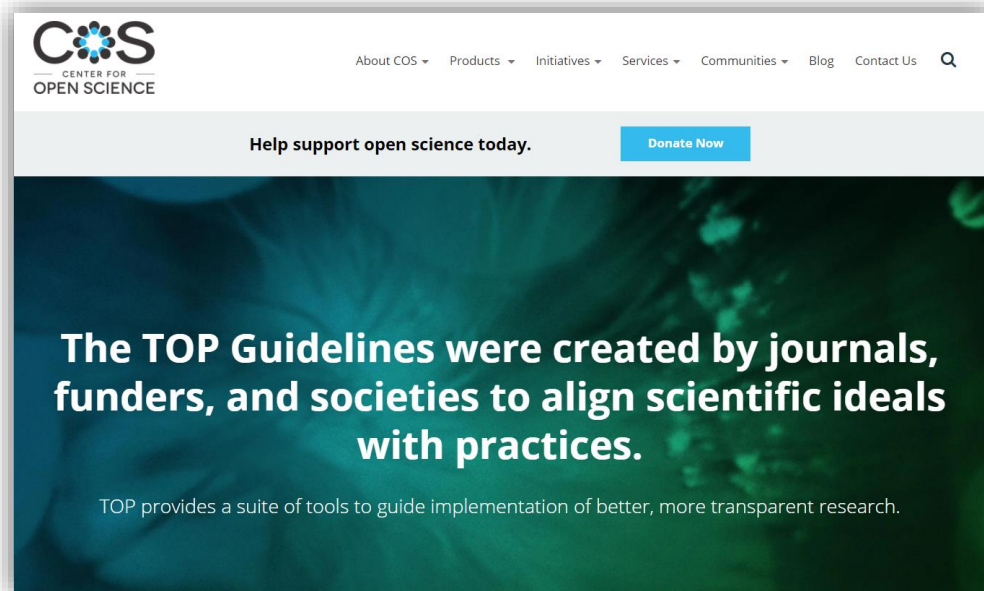 COS
CENTER FOR
OPEN SCIENCE
About COS Products Initiatives Services Communities Blog Contact Us
Help support open science today. Donate Now
The TOP Guidelines were created by journals,
funders, and societies to align scientific ideals
with practices.
TOP provides a suite of tools to guide implementation of better, more transparent research.